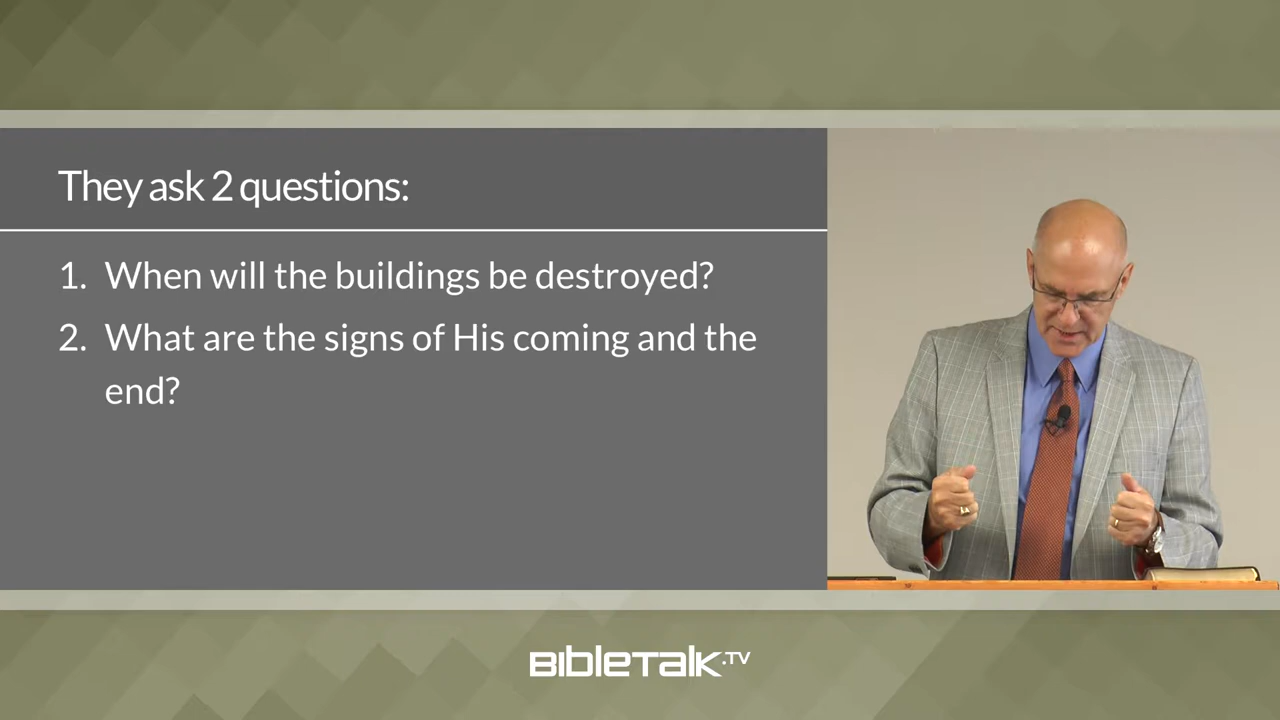 They ask 2 questions:
1. When will the buildings be destroyed?
2. What are the signs of His coming and the
end?
BibleTalk.TV